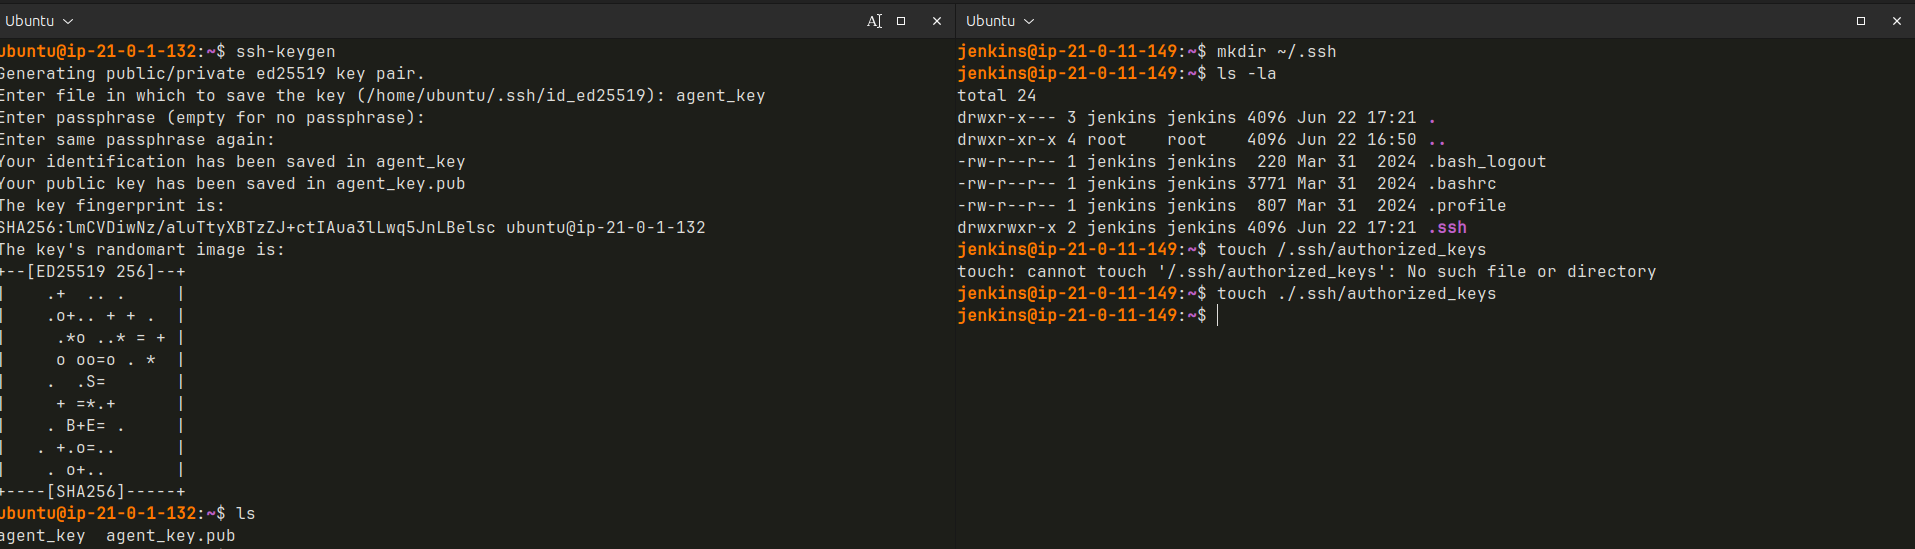 Ubuntu
ubuntu@ip-21-0-1-132:~$ ssh-keygen
Generating public/private ed25519 key pair.
Enter file in which to save the key (/home/ubuntu/.ssh/id_ed25519): agent_key
Enter passphrase (empty for no passphrase):
Enter same passphrase again:
Your identification has been saved in agent_key
Your public key has been saved in agent_key.pub
The key fingerprint is:
SHA256:lmCVDiwNz/aluTtyXBTzZJ+ctIAua3lLwq5JnLBelsc ubuntu@ip-21-0-1-132
The key's randomart image is:
+--[ED25519 256]--+
|    .+  .. .     |
|    .o+.. + + .  |
|     .*o ..* = + |
|     o oo=o . *  |
|    .  .S=       |
|     + =*.+      |
|    . B+E= .     |
|   . +.o=..      |
|    . o+..       |
+----[SHA256]-----+
ubuntu@ip-21-0-1-132:~$ ls
agent_key  agent_key.pub
Ubuntu
jenkins@ip-21-0-11-149:~$ mkdir ~/.ssh
jenkins@ip-21-0-11-149:~$ ls -la
total 24
drwxr-x--- 3 jenkins jenkins 4096 Jun 22 17:21 .
drwxr-xr-x 4 root    root    4096 Jun 22 16:50 ..
-rw-r--r-- 1 jenkins jenkins  220 Mar 31  2024 .bash_logout
-rw-r--r-- 1 jenkins jenkins 3771 Mar 31  2024 .bashrc
-rw-r--r-- 1 jenkins jenkins  807 Mar 31  2024 .profile
drwxrwxr-x 2 jenkins jenkins 4096 Jun 22 17:21 .ssh
jenkins@ip-21-0-11-149:~$ touch /.ssh/authorized_keys
touch: cannot touch '/.ssh/authorized_keys': No such file or directory
jenkins@ip-21-0-11-149:~$ touch ./.ssh/authorized_keys
jenkins@ip-21-0-11-149:~$